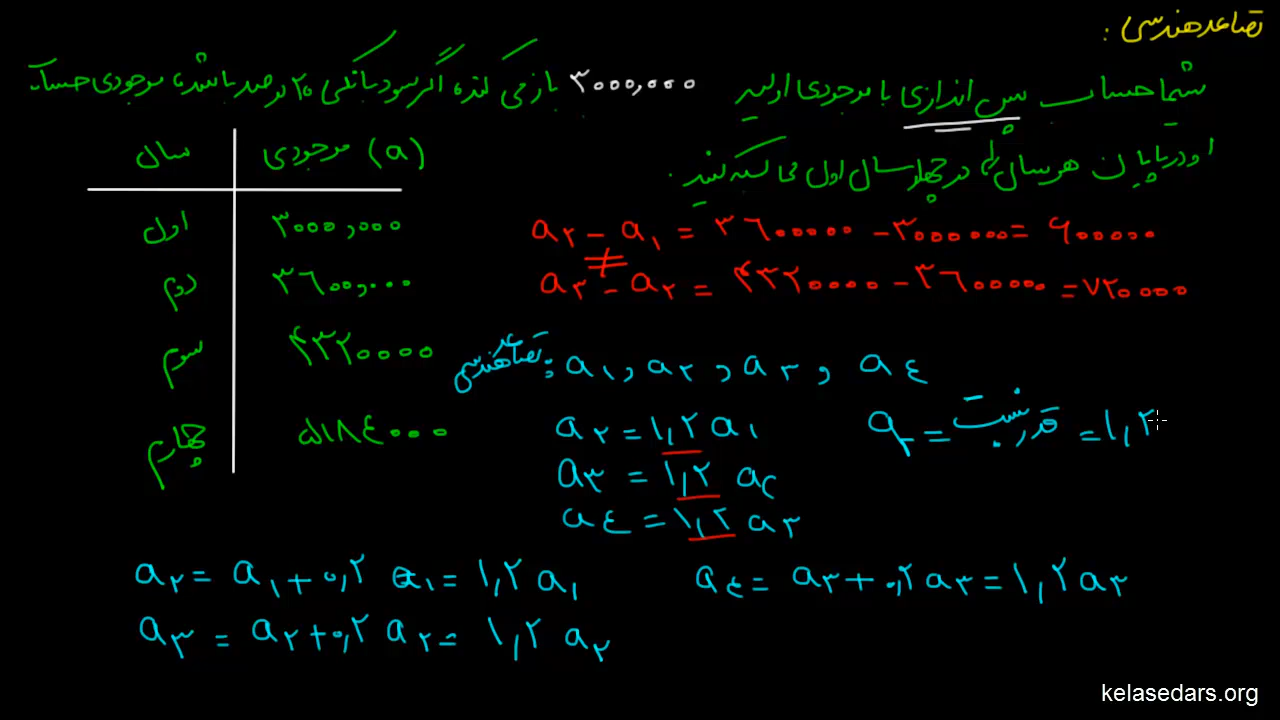 تصاعد هندسی :
شیما حساب پس اندازی با موجودی اولیه ۳۰۰۰,۰۰۰ باز می کند، اگر سود بانکی ۲۰ درصد باشد، موجودی حساب
او در پایان هر سال را در چهار سال اول محاسبه کنید .
سال موجودی (a)
اول ۳۰۰۰,۰۰۰
دوم ۳۶۰۰,۰۰۰
سوم ۴۳۲۰۰۰۰
چهارم ۵۱۸۴۰۰۰
a۲ - a۱ = ۳۶۰۰۰۰۰ - ۳۰۰۰۰۰۰ = ۶۰۰۰۰۰
≠
a۳ - a۲ = ۴۳۲۰۰۰۰ - ۳۶۰۰۰۰۰ = ۷۲۰۰۰۰
تصاعد هندسی : a۱, a۲, a۳, a۴
a۲ = ۱,۲ a۱
a۳ = ۱,۲ a۲
a۴ = ۱,۲ a۳
q = قدر نسبت = ۱,۲
a۲ = a۱ + ۰,۲ a۱ = ۱,۲ a۱
a۳ = a۲ + ۰,۲ a۲ = ۱,۲ a۲
a۴ = a۳ + ۰,۲ a۳ = ۱,۲ a۳
kelasedars.org